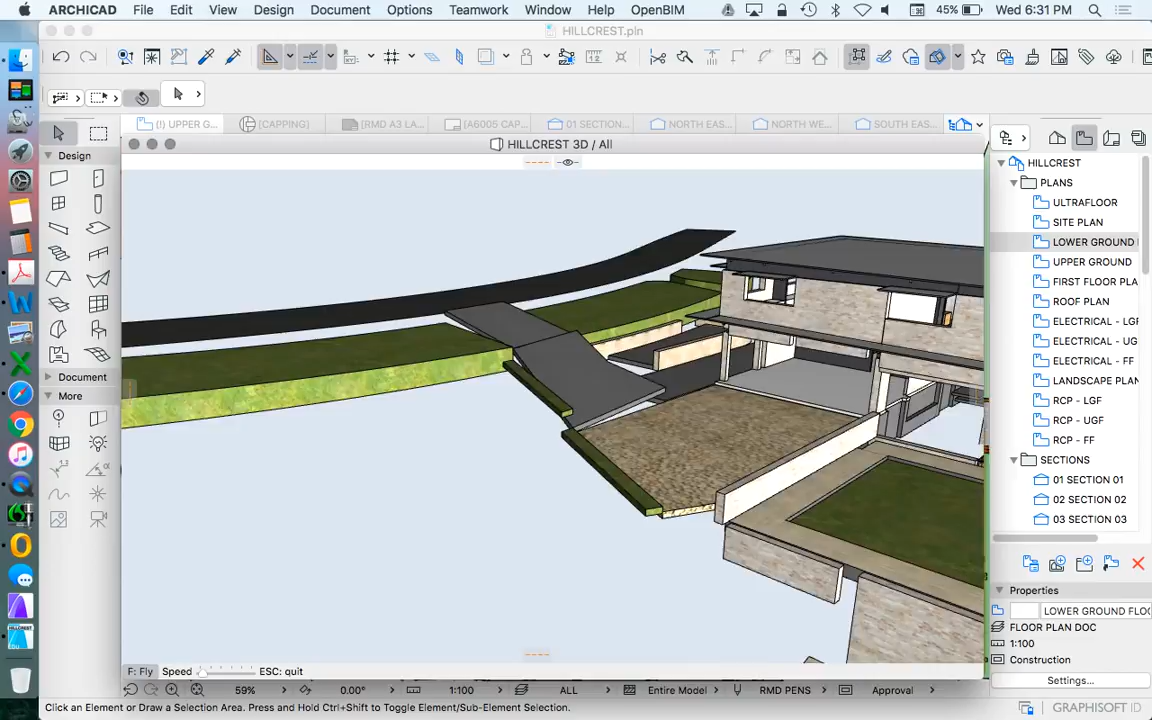 ARCHICAD File Edit View Design Document Options Teamwork Window Help OpenBIM 45% Wed 6:31 PM
HILLCREST.pln
(!) UPPER G... [CAPPING] [RMD A3 LA... [A6005 CAP... 01 SECTION... NORTH EAS... NORTH WE... SOUTH EAS...
HILLCREST 3D / All
Design
Document
More
HILLCREST
PLANS
ULTRAFLOOR
SITE PLAN
LOWER GROUND
UPPER GROUND
FIRST FLOOR PLA
ROOF PLAN
ELECTRICAL - LGF
ELECTRICAL - UG
ELECTRICAL - FF
LANDSCAPE PLAN
RCP - LGF
RCP - UGF
RCP - FF
SECTIONS
01 SECTION 01
02 SECTION 02
03 SECTION 03
Properties
LOWER GROUND FLOO
FLOOR PLAN DOC
1:100
Construction
Settings...
F: Fly Speed ESC: quit
59% 0.00° 1:100 ALL Entire Model RMD PENS Approval
Click an Element or Draw a Selection Area. Press and Hold Ctrl+Shift to Toggle Element/Sub-Element Selection.
GRAPHISOFT ID